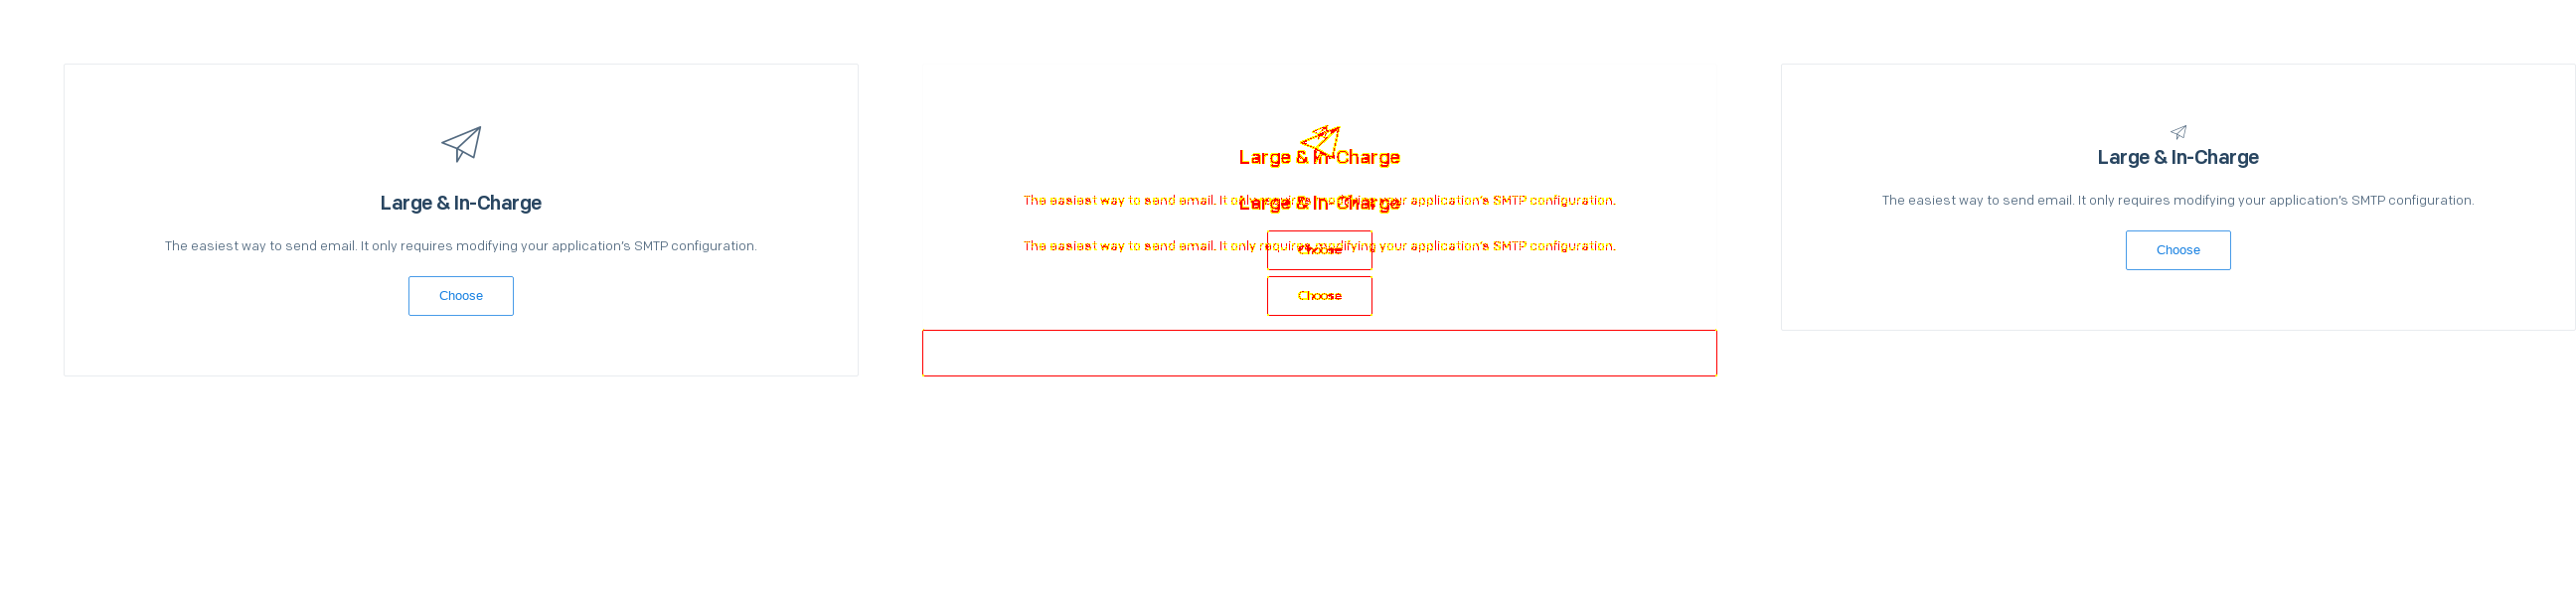 Large & In-Charge
The easiest way to send email. It only requires modifying your application's SMTP configuration.
Choose
Large & In-Charge
The easiest way to send email. It only requires modifying your application's SMTP configuration.
Large & In-Charge
The easiest way to send email. It only requires modifying your application's SMTP configuration.
Choose
Choose
Large & In-Charge
The easiest way to send email. It only requires modifying your application's SMTP configuration.
Choose